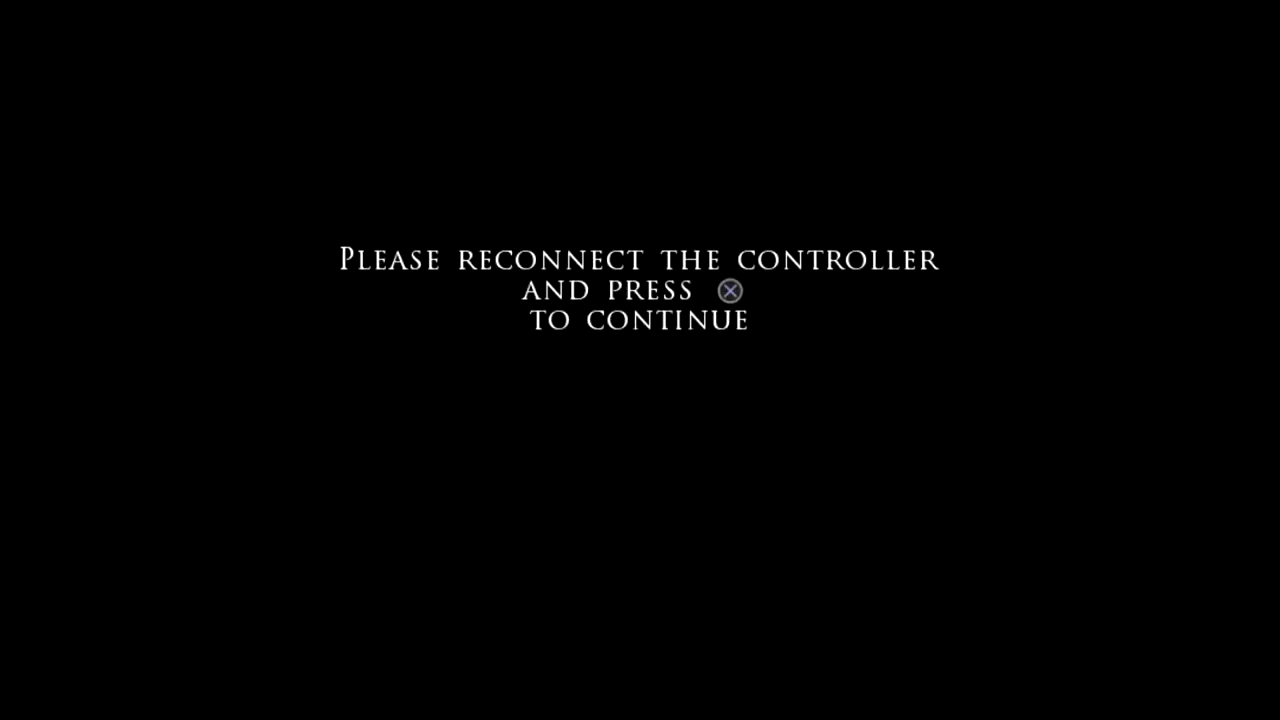 Please reconnect the controller
and press ⓧ
to continue